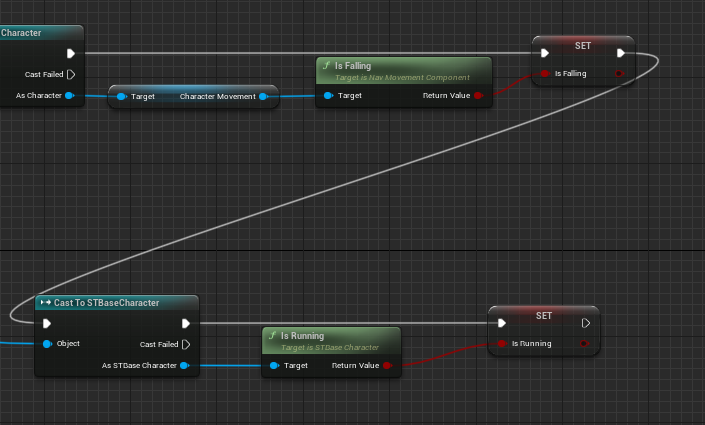 Character
SET
Is Falling
Target is Nav Movement Component
Cast Failed
Is Falling
As Character
Target
Character Movement
Target
Return Value
Cast To STBaseCharacter
SET
Is Running
Target is STBase Character
Object
Cast Failed
Is Running
As STBase Character
Target
Return Value